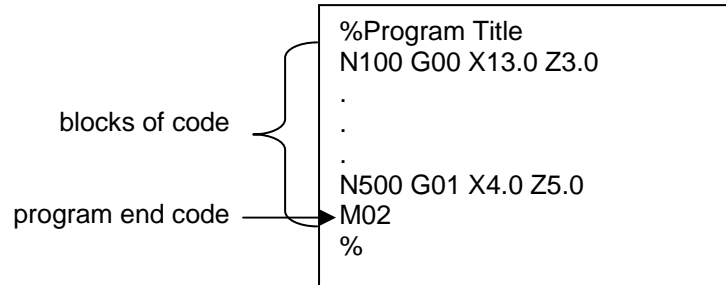 %Program Title
N100 G00 X13.0 Z3.0
.
.
.
N500 G01 X4.0 Z5.0
M02
%
blocks of code
program end code